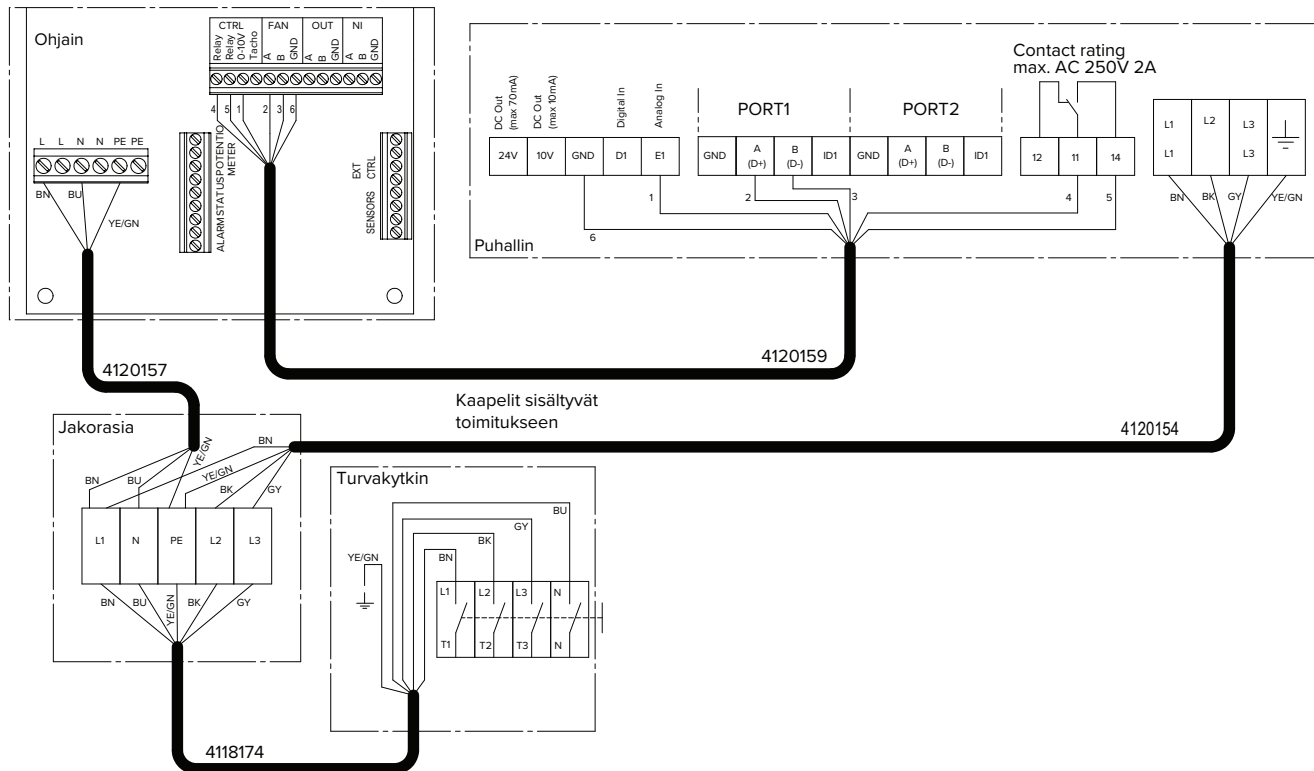 Ohjain
CTRL FAN OUT NI
Relay
Relay
0-10V
Tacho
A
B
GND
A
B
GND
A
B
GND
4 5 1 2 3 6
L L N N PE PE
BN BU YE/GN
ALARM STATUS POTENTIO
METER
SENSORS EXT
CTRL
4120157
4120159
Kaapelit sisältyvät
toimitukseen
DC Out
(max 70mA)
DC Out
(max 10mA)
Digital In
Analog In
PORT1 PORT2
24V 10V GND D1 E1
GND A
(D+) B
(D-) ID1 GND A
(D+) B
(D-) ID1
Contact rating
max. AC 250V 2A
12 11 14
L1 L2 L3
L1 L3
1 2 3 4 5
6
BN BK GY YE/GN
Puhallin
4120154
Jakorasia
BN BU YE/GN BN YE/GN BK GY
L1 N PE L2 L3
BN BU YE/GN BK GY
4118174
Turvakytkin
BU
GY
BK
BN
YE/GN
L1 L2 L3 N
T1 T2 T3 N